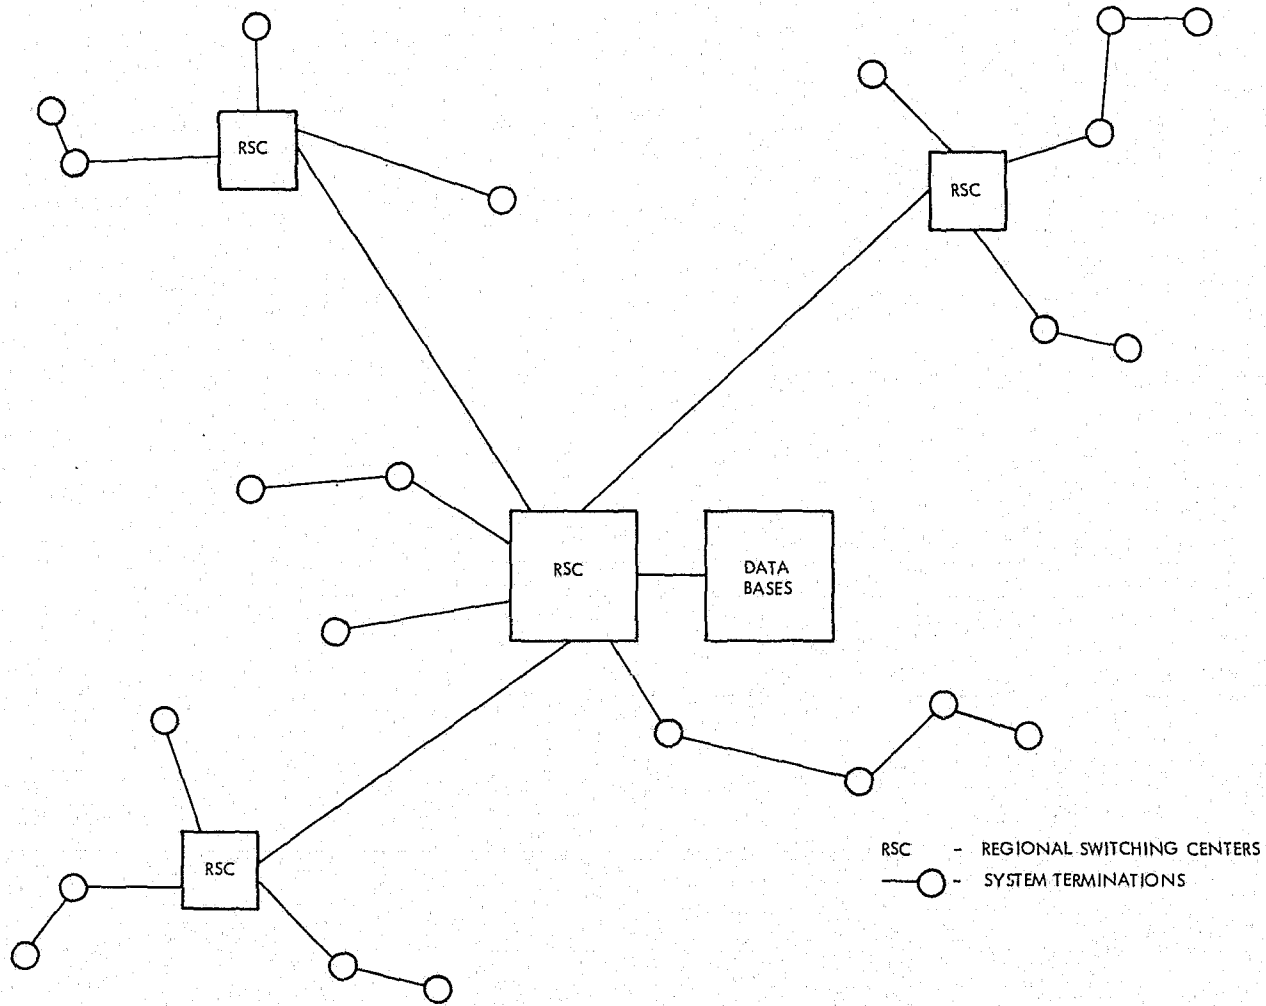 RSC
RSC
RSC
DATA
BASES
RSC
RSC - REGIONAL SWITCHING CENTERS
- SYSTEM TERMINATIONS